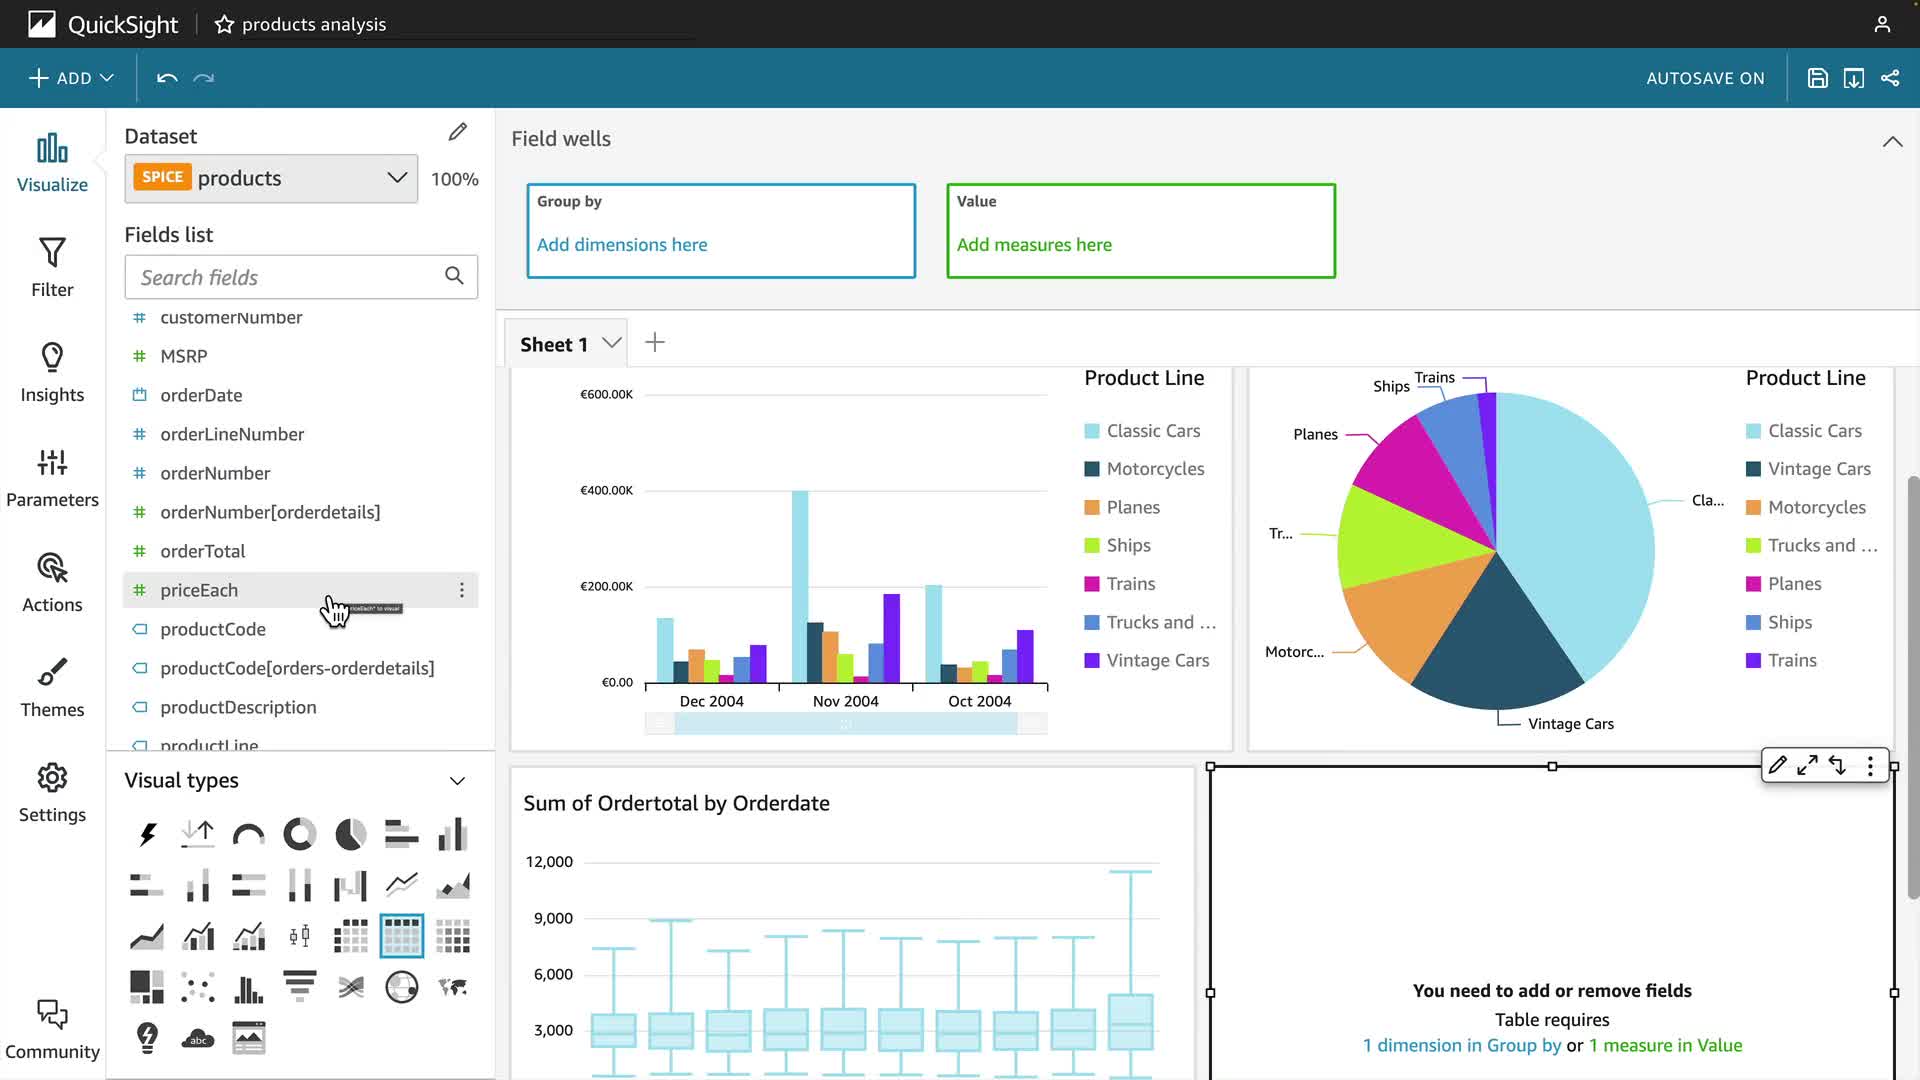 QuickSight
products analysis
ADD
AUTOSAVE ON
Visualize
Filter
Insights
Parameters
Actions
Themes
Settings
Community
Dataset
SPICE products
100%
Fields list
Search fields
customerNumber
MSRP
orderDate
orderLineNumber
orderNumber
orderNumber[orderdetails]
orderTotal
priceEach
to visual
productCode
productCode[orders-orderdetails]
productDescription
productLine
Visual types
abc
Field wells
Group by
Add dimensions here
Value
Add measures here
Sheet 1
€600.00K
€400.00K
€200.00K
€0.00
Dec 2004
Nov 2004
Oct 2004
Product Line
Classic Cars
Motorcycles
Planes
Ships
Trains
Trucks and ...
Vintage Cars
Trains
Ships
Planes
Tr...
Motorc...
Vintage Cars
Cla...
Product Line
Classic Cars
Vintage Cars
Motorcycles
Trucks and ...
Planes
Ships
Trains
Sum of Ordertotal by Orderdate
12,000
9,000
6,000
3,000
You need to add or remove fields
Table requires
1 dimension in Group by or 1 measure in Value